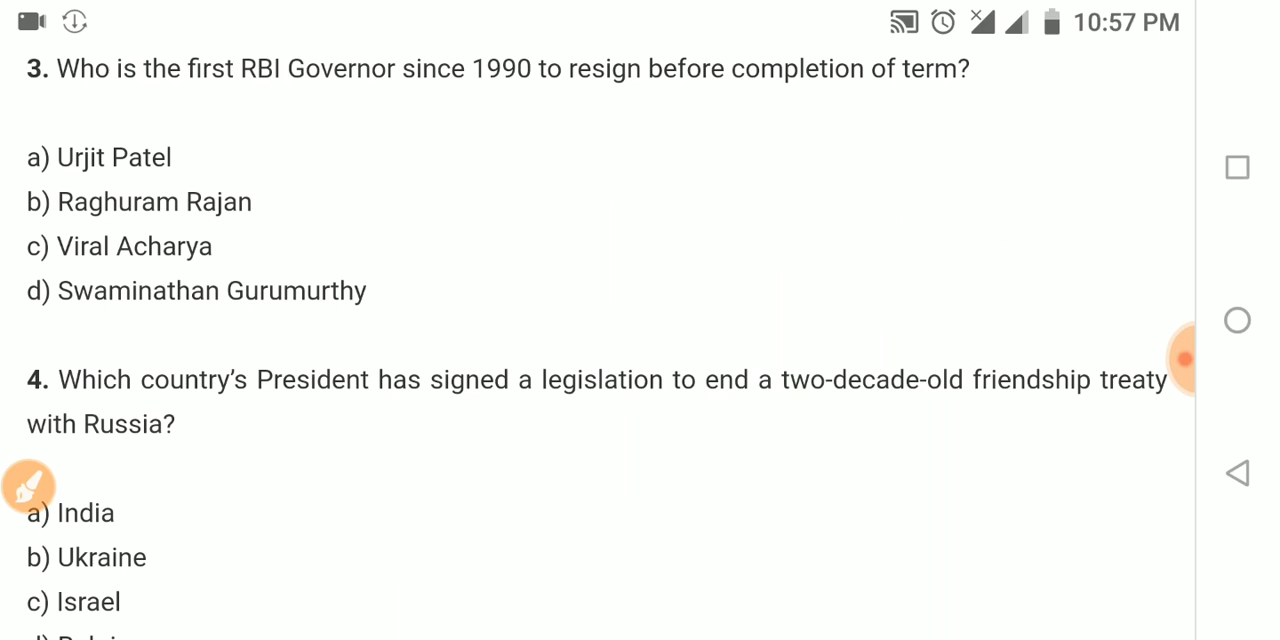 10:57 PM
3. Who is the first RBI Governor since 1990 to resign before completion of term?
a) Urjit Patel
b) Raghuram Rajan
c) Viral Acharya
d) Swaminathan Gurumurthy
4. Which country’s President has signed a legislation to end a two-decade-old friendship treaty
with Russia?
a) India
b) Ukraine
c) Israel